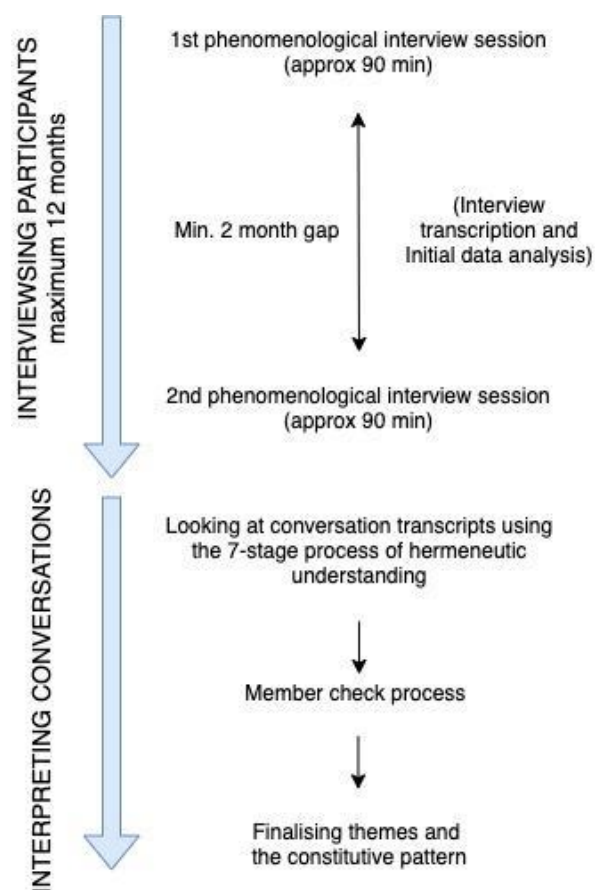 INTERVIEWSING PARTICIPANTS
maximum 12 months
1st phenomenological interview session
(approx 90 min)
Min. 2 month gap
(Interview
transcription and
Initial data analysis)
2nd phenomenological interview session
(approx 90 min)
INTERPRETING CONVERSATIONS
Looking at conversation transcripts using
the 7-stage process of hermeneutic
understanding
Member check process
Finalising themes and
the constitutive pattern